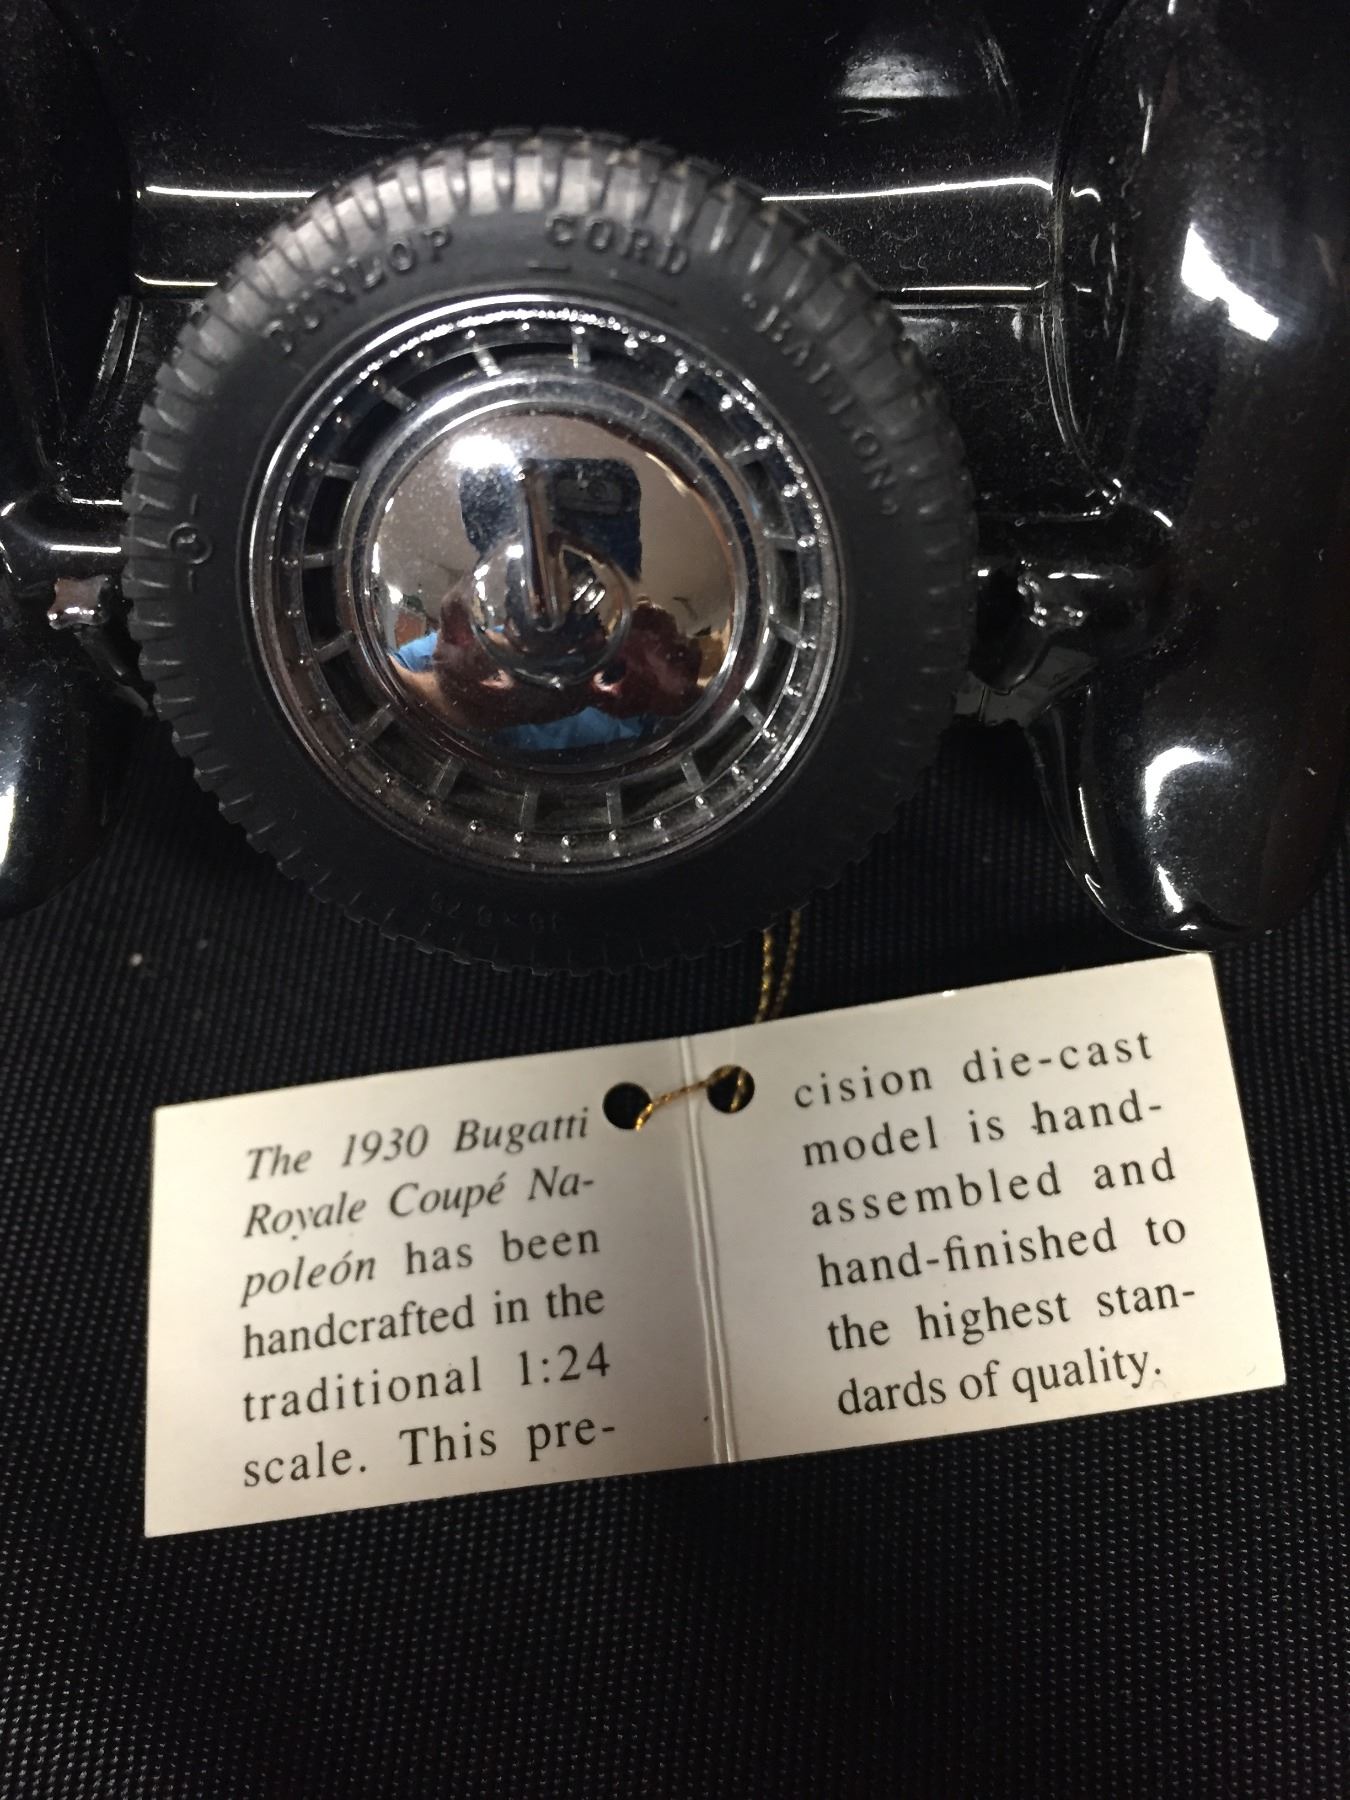 DUNLOP CORD
The 1930 Bugatti
Royale Coupé Na-
poleón has been
handcrafted in the
traditional 1:24
scale. This pre-
cision die-cast
model is hand-
assembled and
hand-finished to
the highest stan-
dards of quality.